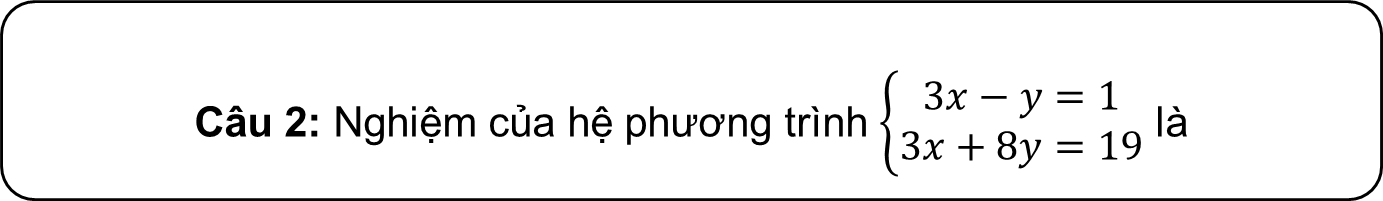 Câu 2: Nghiệm của hệ phương trình { 3x − y = 1
3x + 8y = 19 là